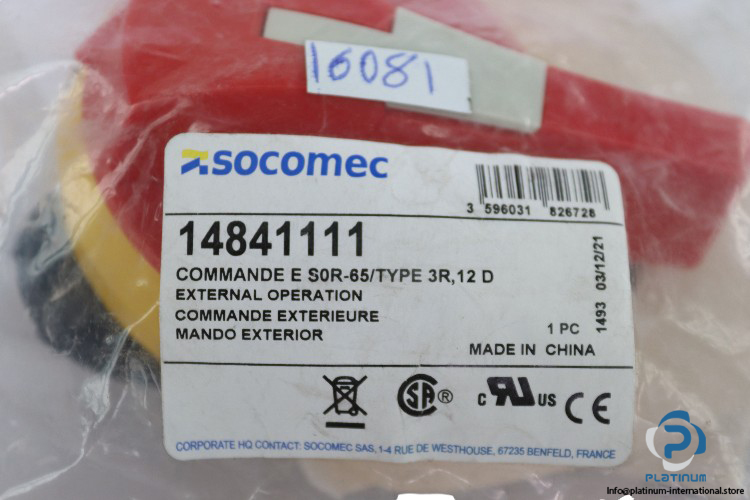 16081
socomec
3 596031 826728
14841111
COMMANDE E S0R-65/TYPE 3R,12 D
EXTERNAL OPERATION
COMMANDE EXTERIEURE
MANDO EXTERIOR
1 PC
MADE IN CHINA
1493 03/12/21
SA ®
c RU US CE
CORPORATE HQ CONTACT: SOCOMEC SAS, 1-4 RUE DE WESTHOUSE, 67235 BENFELD, FRANCE
PLATINUM
info@platinum-international.store